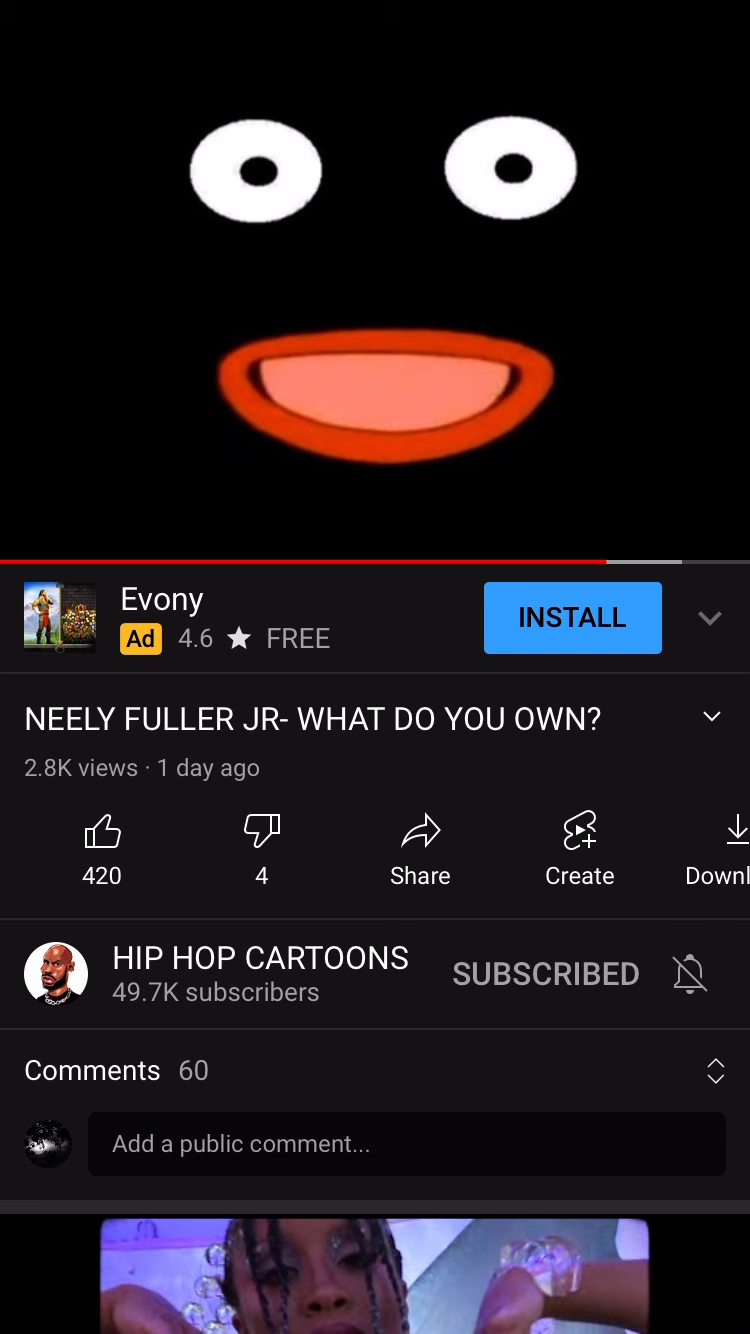 Evony
Ad 4.6 ★ FREE
INSTALL
NEELY FULLER JR- WHAT DO YOU OWN?
2.8K views · 1 day ago
420
4
Share
Create
Downl
HIP HOP CARTOONS
49.7K subscribers
SUBSCRIBED
Comments 60
Add a public comment...